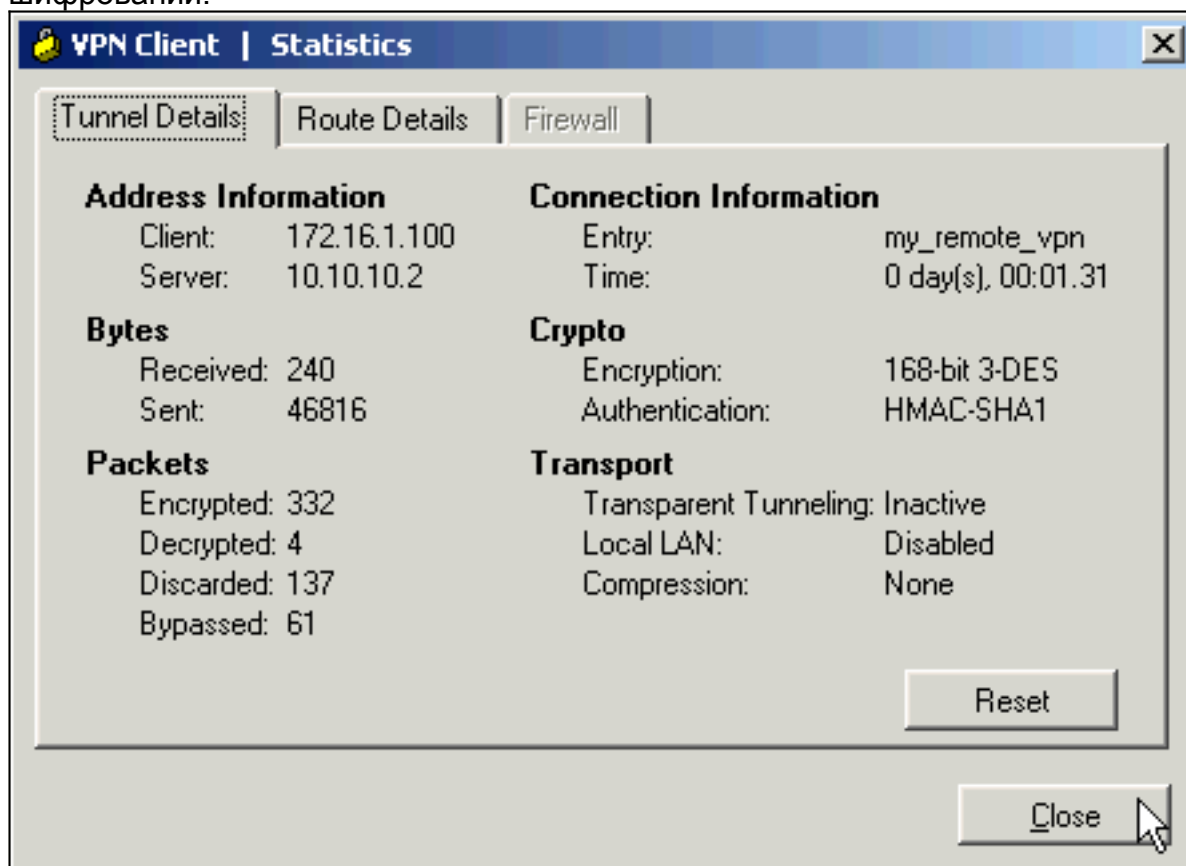 шифровании.
VPN Client | Statistics
Tunnel Details Route Details Firewall
Address Information
Client: 172.16.1.100
Server: 10.10.10.2
Connection Information
Entry: my_remote_vpn
Time: 0 day(s), 00:01.31
Bytes
Received: 240
Sent: 46816
Crypto
Encryption: 168-bit 3-DES
Authentication: HMAC-SHA1
Packets
Encrypted: 332
Decrypted: 4
Discarded: 137
Bypassed: 61
Transport
Transparent Tunneling: Inactive
Local LAN: Disabled
Compression: None
Reset
Close